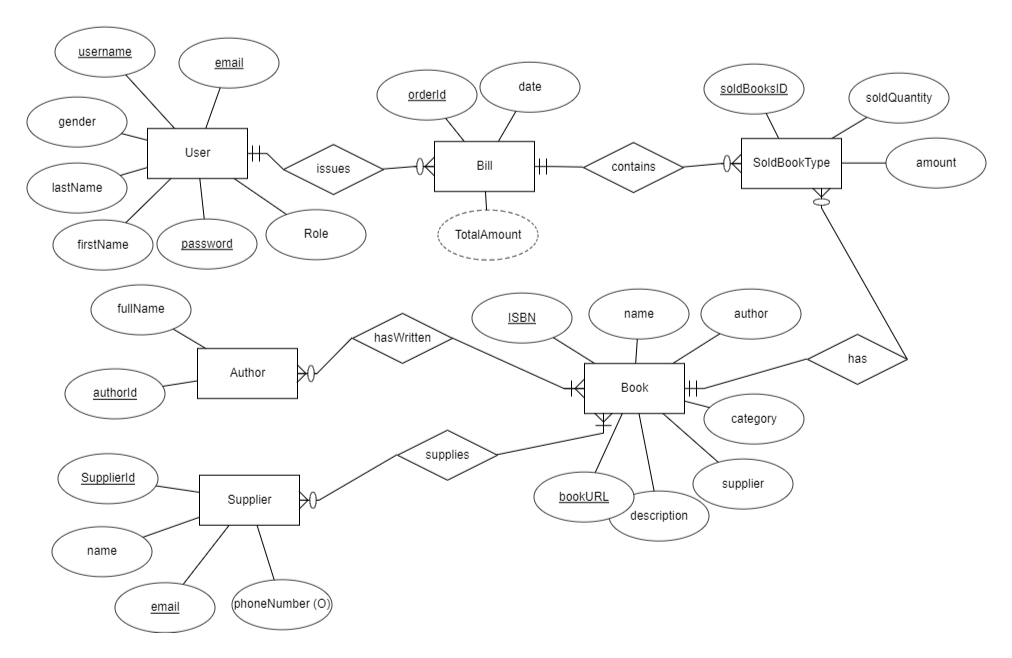 username
email
gender
User
lastName
firstName
password
Role
issues
orderId
date
Bill
TotalAmount
contains
soldBooksID
soldQuantity
SoldBookType
amount
fullName
Author
authorId
hasWritten
ISBN
name
author
Book
has
category
supplier
bookURL
description
supplies
SupplierId
Supplier
name
email
phoneNumber (O)